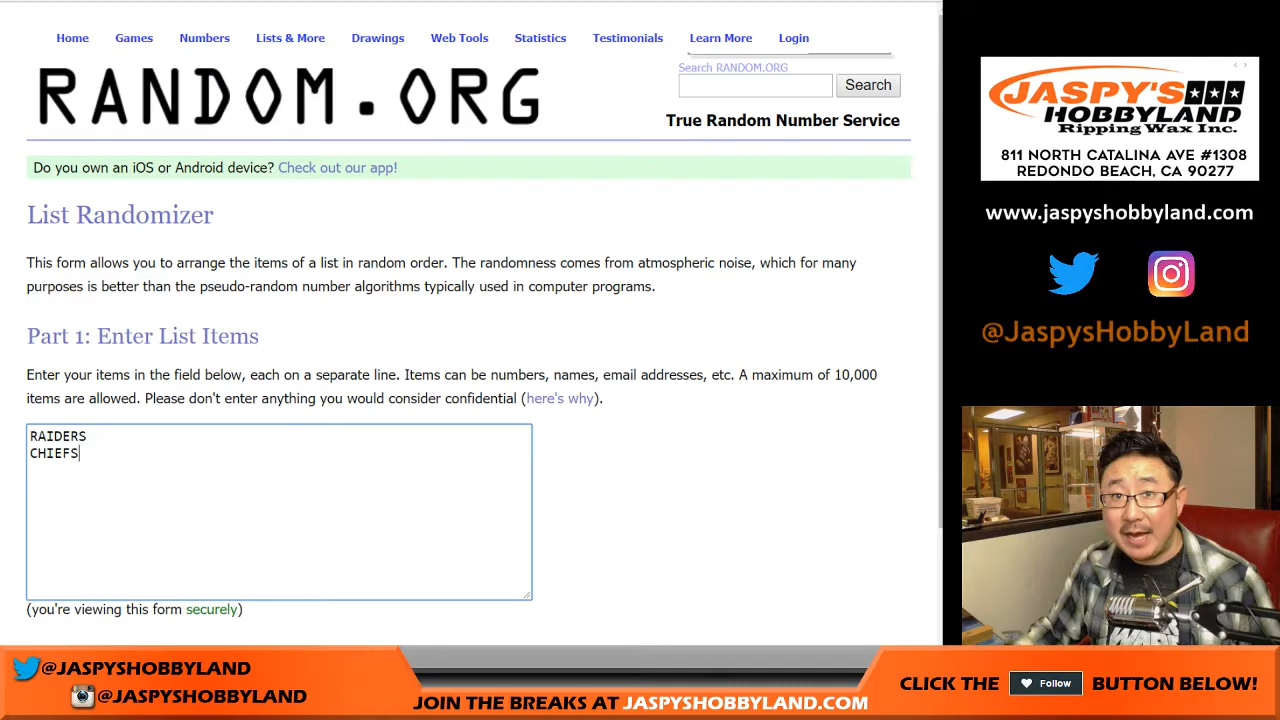 Home Games Numbers Lists & More Drawings Web Tools Statistics Testimonials Learn More Login
RANDOM.ORG
Search RANDOM.ORG
Search
True Random Number Service
Do you own an iOS or Android device? Check out our app!
List Randomizer
This form allows you to arrange the items of a list in random order. The randomness comes from atmospheric noise, which for many
purposes is better than the pseudo-random number algorithms typically used in computer programs.
Part 1: Enter List Items
Enter your items in the field below, each on a separate line. Items can be numbers, names, email addresses, etc. A maximum of 10,000
items are allowed. Please don't enter anything you would consider confidential (here's why).
RAIDERS
CHIEFS
(you're viewing this form securely)
JASPY'S
HOBBYLAND
Ripping Wax Inc.
811 NORTH CATALINA AVE #1308
REDONDO BEACH, CA 90277
www.jaspyshobbyland.com
@JaspysHobbyLand
WARS
@JASPYSHOBBYLAND
@JASPYSHOBBYLAND
JOIN THE BREAKS AT JASPYSHOBBYLAND.COM
CLICK THE Follow BUTTON BELOW!